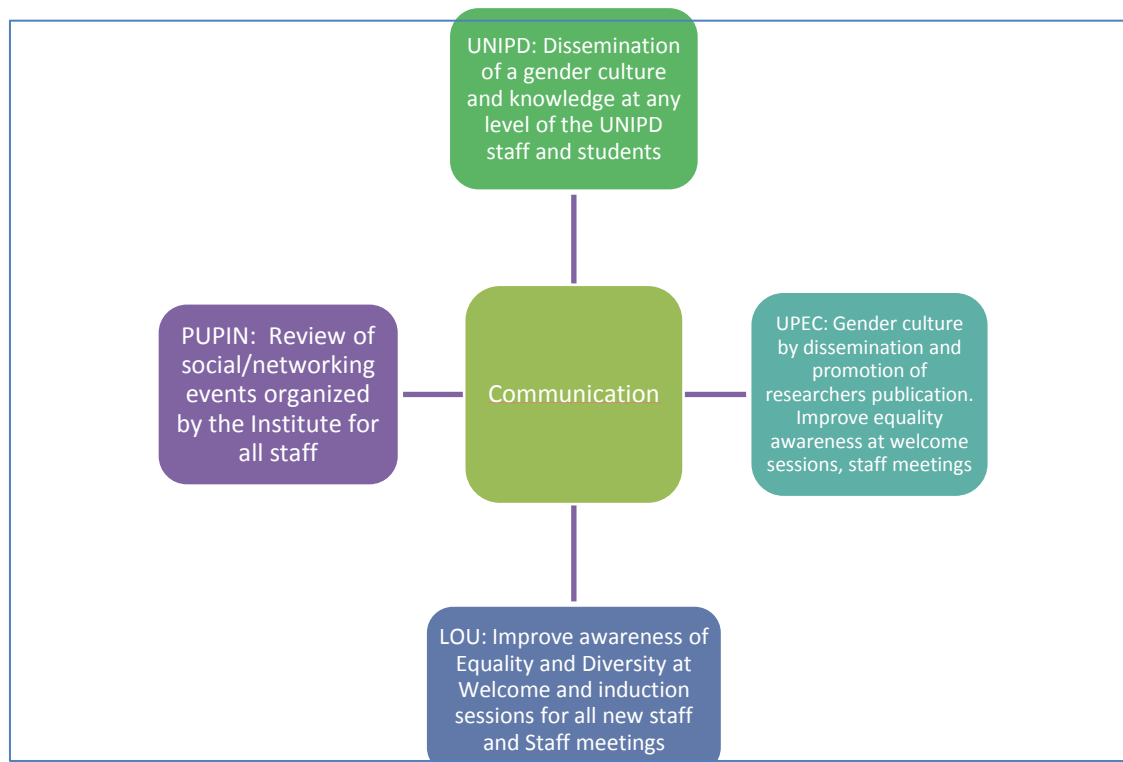 UNIPD: Dissemination
of a gender culture
and knowledge at any
level of the UNIPD
staff and students
PUPIN:  Review of
social/networking
events organized
by the Institute for
all staff
Communication
UPEC: Gender culture
by dissemination and
promotion of
researchers publication.
Improve equality
awareness at welcome
sessions, staff meetings
LOU: Improve awareness of
Equality and Diversity at
Welcome and induction
sessions for all new staff
and Staff meetings